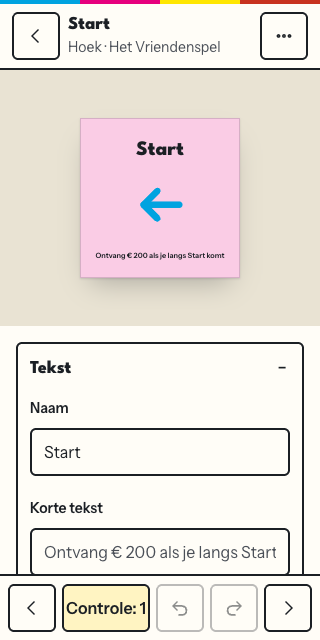 Start
Hoek · Het Vriendenspel
Start
Ontvang € 200 als je langs Start komt
Tekst
Naam
Start
Korte tekst
Ontvang € 200 als je langs Start
Controle: 1